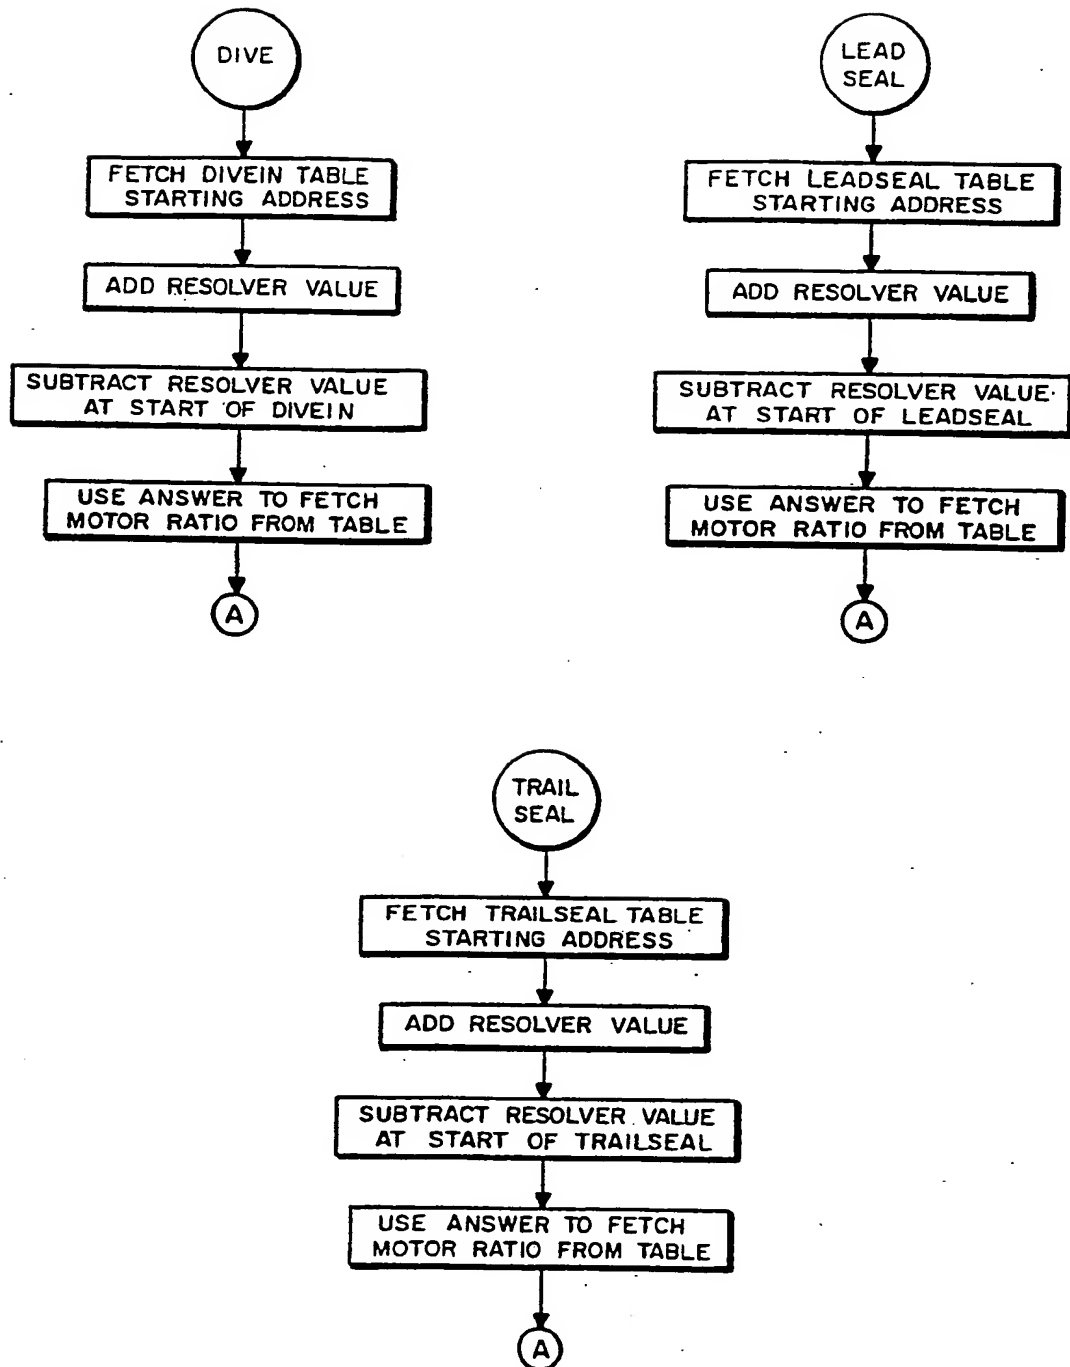 DIVE
FETCH DIVEIN TABLE
STARTING ADDRESS
ADD RESOLVER VALUE
SUBTRACT RESOLVER VALUE
AT START OF DIVEIN
USE ANSWER TO FETCH
MOTOR RATIO FROM TABLE
A
LEAD
SEAL
FETCH LEADSEAL TABLE
STARTING ADDRESS
ADD RESOLVER VALUE
SUBTRACT RESOLVER VALUE
AT START OF LEADSEAL
USE ANSWER TO FETCH
MOTOR RATIO FROM TABLE
A
TRAIL
SEAL
FETCH TRAILSEAL TABLE
STARTING ADDRESS
ADD RESOLVER VALUE
SUBTRACT RESOLVER VALUE
AT START OF TRAILSEAL
USE ANSWER TO FETCH
MOTOR RATIO FROM TABLE
A